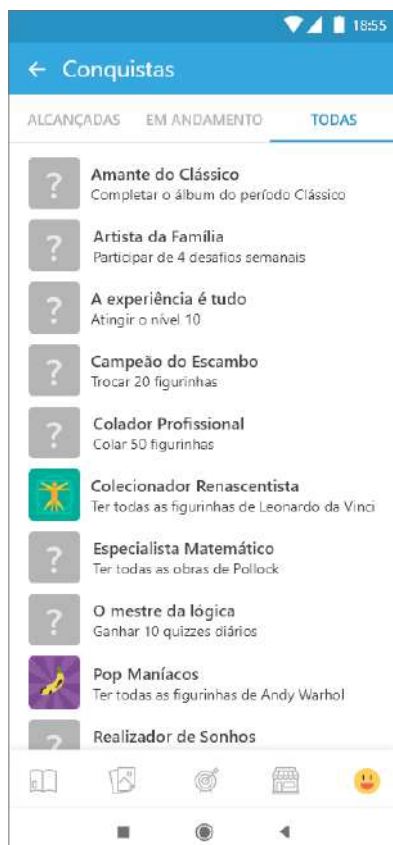 18:55
← Conquistas
ALCANÇADAS EM ANDAMENTO TODAS
? Amante do Clássico
Completar o álbum do período Clássico
? Artista da Família
Participar de 4 desafios semanais
? A experiência é tudo
Atingir o nível 10
? Campeão do Escambo
Trocar 20 figurinhas
? Colador Profissional
Colar 50 figurinhas
Colecionador Renascentista
Ter todas as figurinhas de Leonardo da Vinci
? Especialista Matemático
Ter todas as obras de Pollock
? O mestre da lógica
Ganhar 10 quizzes diários
Pop Maníacos
Ter todas as figurinhas de Andy Warhol
? Realizador de Sonhos